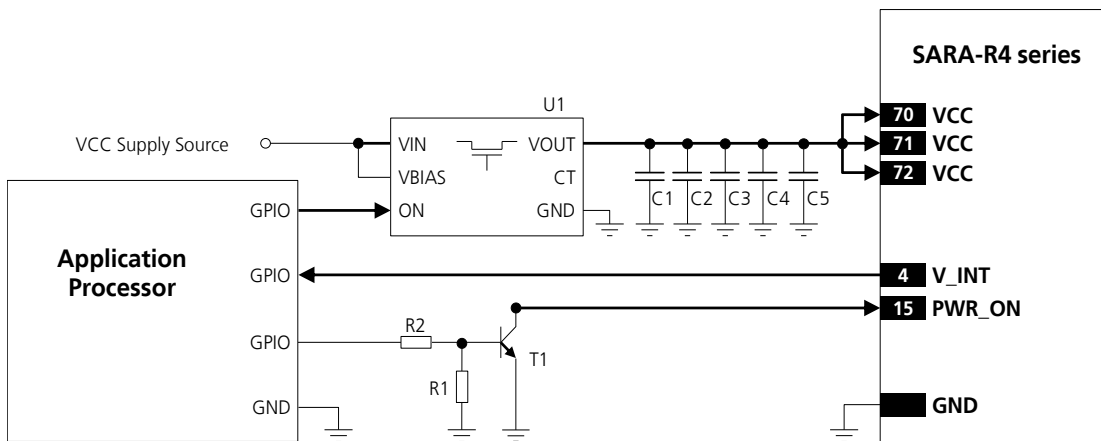 SARA-R4 series
U1
70 VCC
VCC Supply Source
VIN
VOUT
71 VCC
72 VCC
VBIAS
CT
C1
C2
C3
C4
C5
GPIO
ON
GND
Application
Processor
GPIO
4 V_INT
15 PWR_ON
R2
GPIO
T1
R1
GND
GND